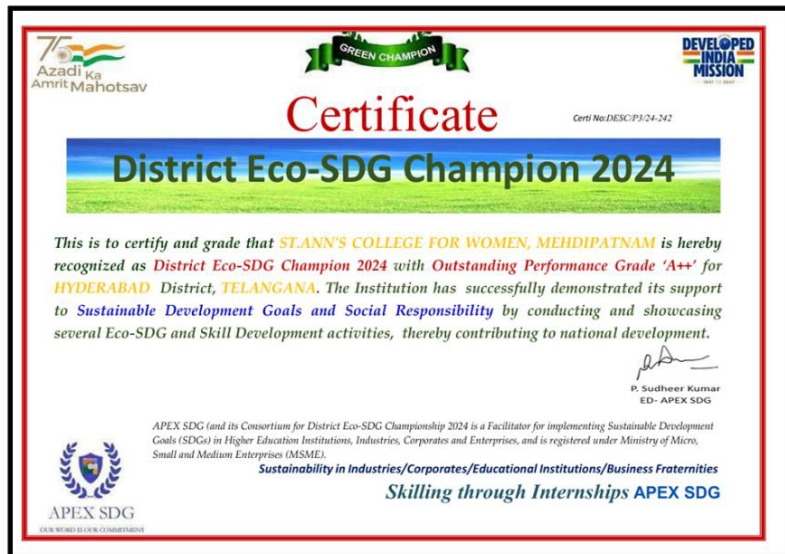 75
Azadi Ka
Amrit Mahotsav
GREEN CHAMPION
DEVELOPED
INDIA
MISSION
Certificate
Certi No:DESC/P3/24-242
District Eco-SDG Champion 2024
This is to certify and grade that ST.ANN'S COLLEGE FOR WOMEN, MEHDIPATNAM is hereby
recognized as District Eco-SDG Champion 2024 with Outstanding Performance Grade ‘A++’ for
HYDERABAD District, TELANGANA. The Institution has successfully demonstrated its support
to Sustainable Development Goals and Social Responsibility by conducting and showcasing
several Eco-SDG and Skill Development activities, thereby contributing to national development.
P. Sudheer Kumar
ED- APEX SDG
APEX SDG (and its Consortium for District Eco-SDG Championship 2024 is a Facilitator for implementing Sustainable Development
Goals (SDGs) in Higher Education Institutions, Industries, Corporates and Enterprises, and is registered under Ministry of Micro,
Small and Medium Enterprises (MSME).
Sustainability in Industries/Corporates/Educational Institutions/Business Fraternities
Skilling through Internships APEX SDG
APEX SDG
OUR WORD IS OUR COMMITMENT